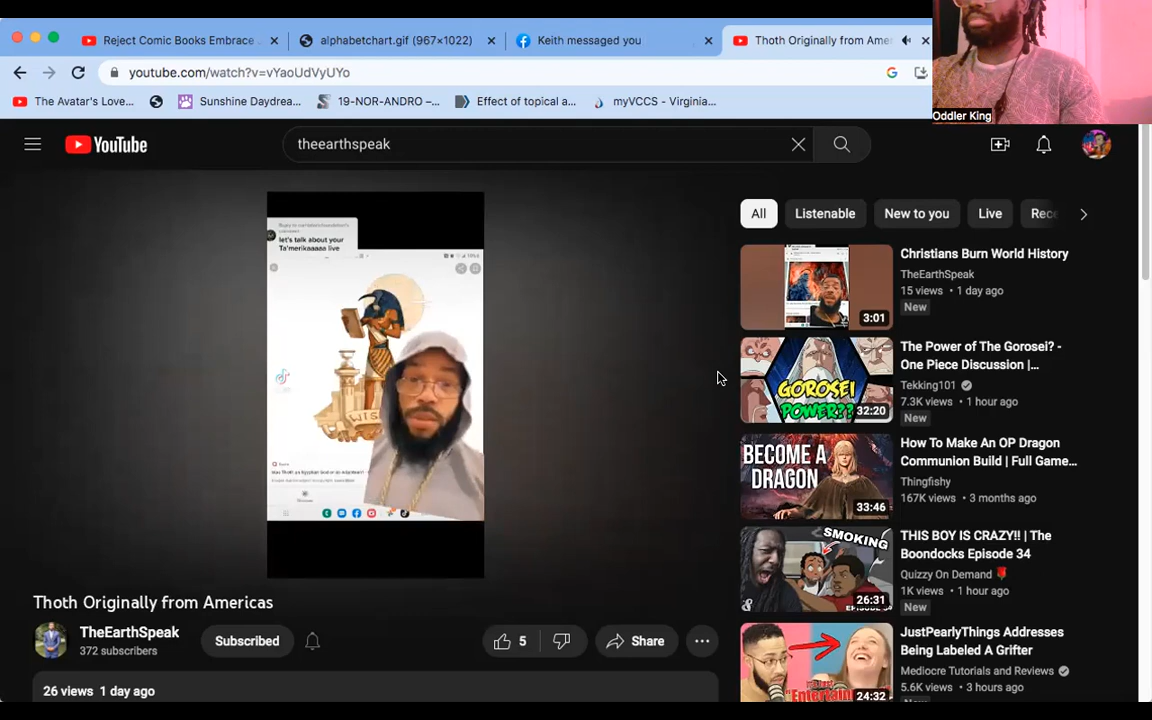 Reject Comic Books Embrace
alphabetchart.gif (967×1022)
Keith messaged you
Thoth Originally from Amer
youtube.com/watch?v=vYaoUdVyUYo
The Avatar's Love...
Sunshine Daydrea...
19-NOR-ANDRO –...
Effect of topical a...
myVCCS - Virginia...
Oddler King
YouTube
theearthspeak
All
Listenable
New to you
Live
Rece
let's talk about your
Ta'merikaaaaa live
WIS
Thoth Originally from Americas
TheEarthSpeak
372 subscribers
Subscribed
5
Share
26 views 1 day ago
3:01
Christians Burn World History
TheEarthSpeak
15 views • 1 day ago
New
GOROSEI
POWER??
32:20
The Power of The Gorosei? -
One Piece Discussion |...
Tekking101
7.3K views • 1 hour ago
New
BECOME A
DRAGON
33:46
How To Make An OP Dragon
Communion Build | Full Game...
Thingfishy
167K views • 3 months ago
SMOKING
26:31
THIS BOY IS CRAZY!! | The
Boondocks Episode 34
Quizzy On Demand
1K views • 1 hour ago
New
24:32
JustPearlyThings Addresses
Being Labeled A Grifter
Mediocre Tutorials and Reviews
5.6K views • 3 hours ago